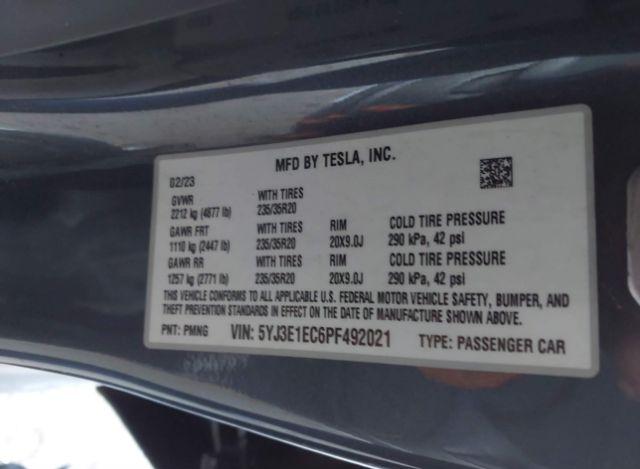 MFD BY TESLA, INC.
02/23
GVWR WITH TIRES
2212 kg (4877 lb) 235/35R20
GAWR FRT WITH TIRES RIM COLD TIRE PRESSURE
1110 kg (2447 lb) 235/35R20 20X9.0J 290 kPa, 42 psi
GAWR RR WITH TIRES RIM COLD TIRE PRESSURE
1257 kg (2771 lb) 235/35R20 20X9.0J 290 kPa, 42 psi
THIS VEHICLE CONFORMS TO ALL APPLICABLE U.S. FEDERAL MOTOR VEHICLE SAFETY, BUMPER, AND
THEFT PREVENTION STANDARDS IN EFFECT ON THE DATE OF MANUFACTURE SHOWN ABOVE.
PNT: PMNG VIN: 5YJ3E1EC6PF492021 TYPE: PASSENGER CAR